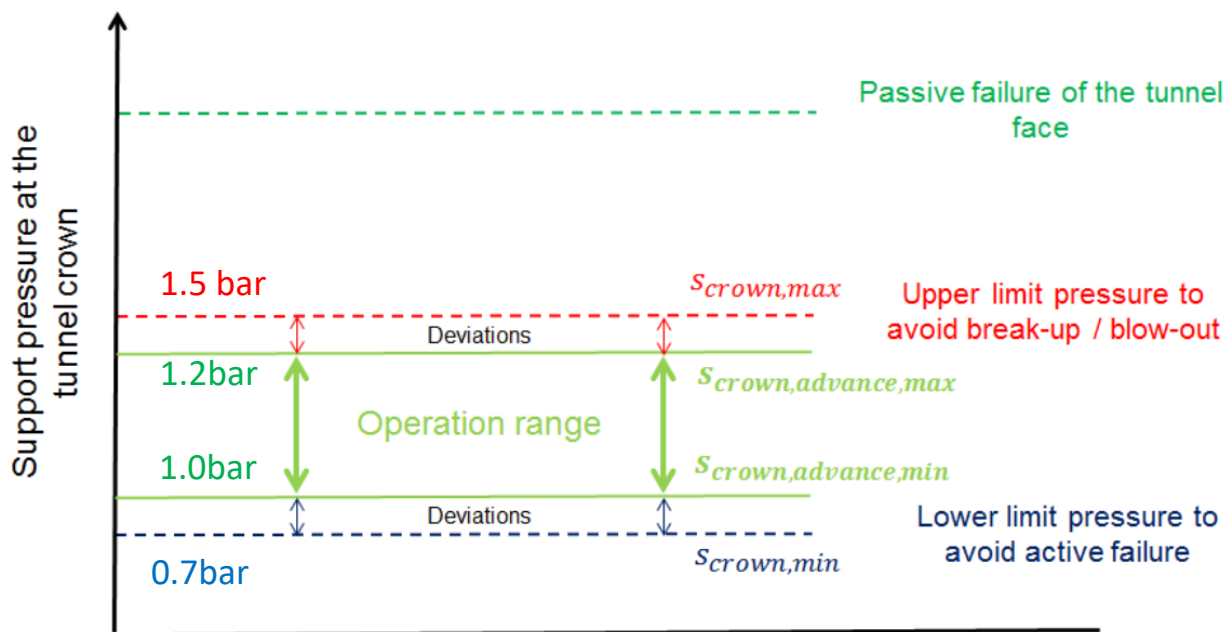 Support pressure at the
tunnel crown
Passive failure of the tunnel
face
1.5 bar
s_crown,max
Upper limit pressure to
avoid break-up / blow-out
Deviations
1.2bar
s_crown,advance,max
Operation range
1.0bar
s_crown,advance,min
Deviations
Lower limit pressure to
avoid active failure
s_crown,min
0.7bar